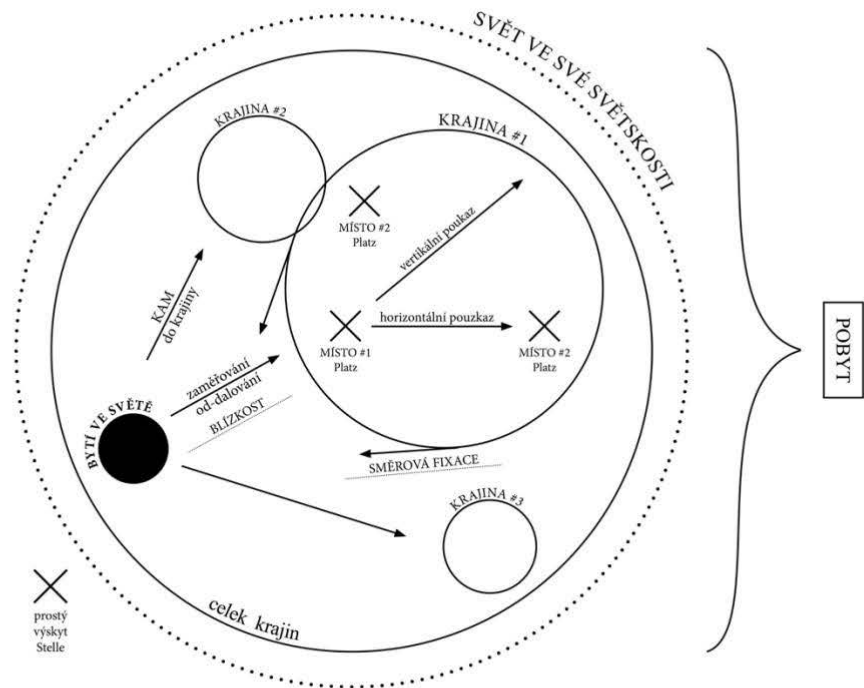 SVĚT VE SVÉ SVĚTSKOSTI
KRAJINA #2
KRAJINA #1
MÍSTO #2
Platz
vertikální poukaz
KAM
do krajiny
horizontální pouzkaz
MÍSTO #1
Platz
MÍSTO #2
Platz
POBYT
zaměřování
od-dalování
BLÍZKOST
BYTÍ VE SVĚTĚ
SMĚROVÁ FIXACE
KRAJINA #3
celek krajin
prostý
výskyt
Stelle